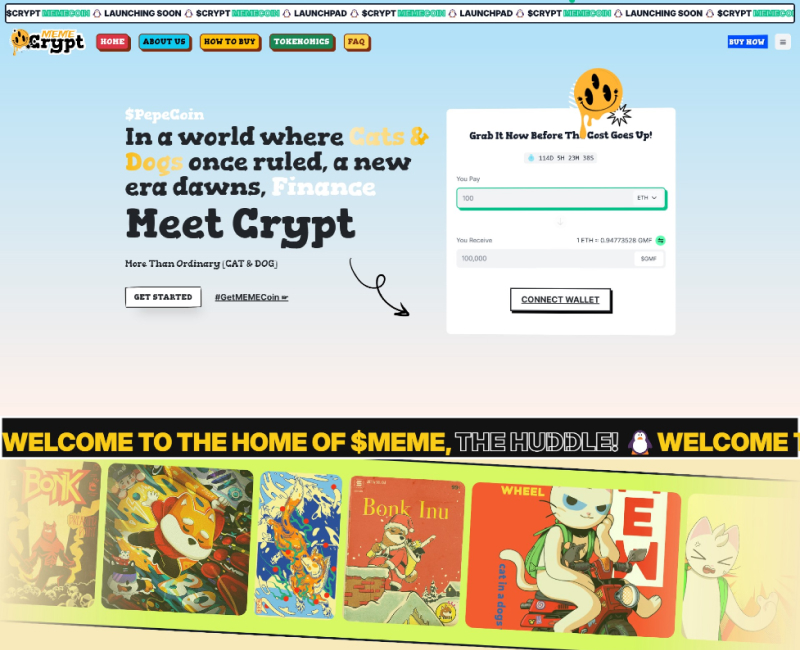 $CRYPT MEMECOIN LAUNCHING SOON $CRYPT MEMECOIN LAUNCHPAD $CRYPT MEMECOIN LAUNCHPAD $CRYPT MEMECOIN LAUNCHING SOON $CRYPT MEMECOIN
MEME
Crypt
HOME
ABOUT US
HOW TO BUY
TOKENOMICS
FAQ
BUY NOW
$PepeCoin
In a world where Cats &
Dogs once ruled, a new
era dawns, Finance
Meet Crypt
More Than Ordinary (CAT & DOG)
GET STARTED
#GetMEMECoin
Grab It Now Before The Cost Goes Up!
114D 5H 23M 38S
You Pay
100
ETH
You Receive
1 ETH = 0.94773528 GMF
100,000
$GMF
CONNECT WALLET
WELCOME TO THE HOME OF $MEME, THE HUDDLE! WELCOME
BONK
Bonk Inu
WHEEL
cat in a dogs